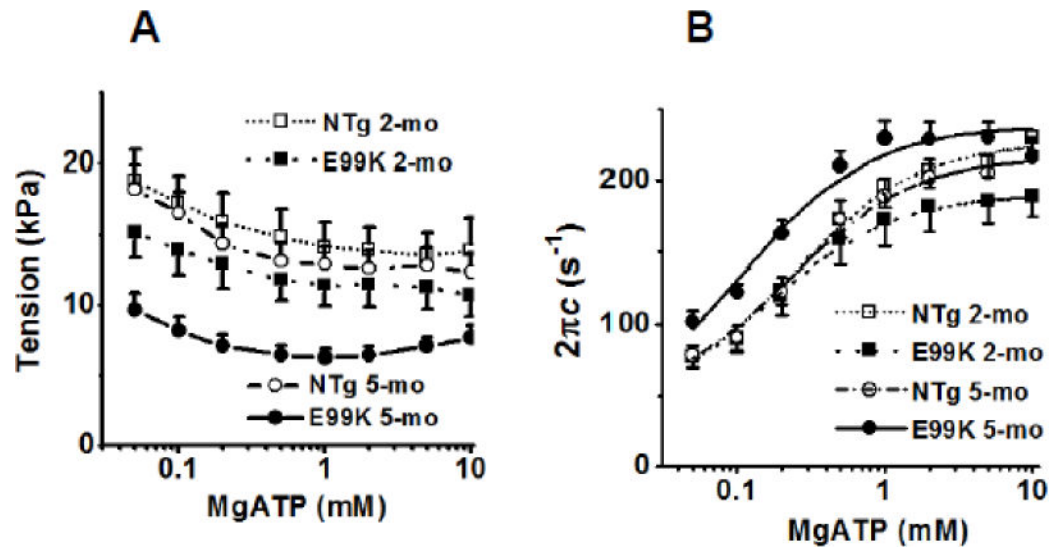 A
Tension (kPa)
20
10
0
NTg 2-mo
E99K 2-mo
NTg 5-mo
E99K 5-mo
0.1
1
10
MgATP (mM)
B
2πc (s⁻¹)
200
100
0
NTg 2-mo
E99K 2-mo
NTg 5-mo
E99K 5-mo
0.1
1
10
MgATP (mM)